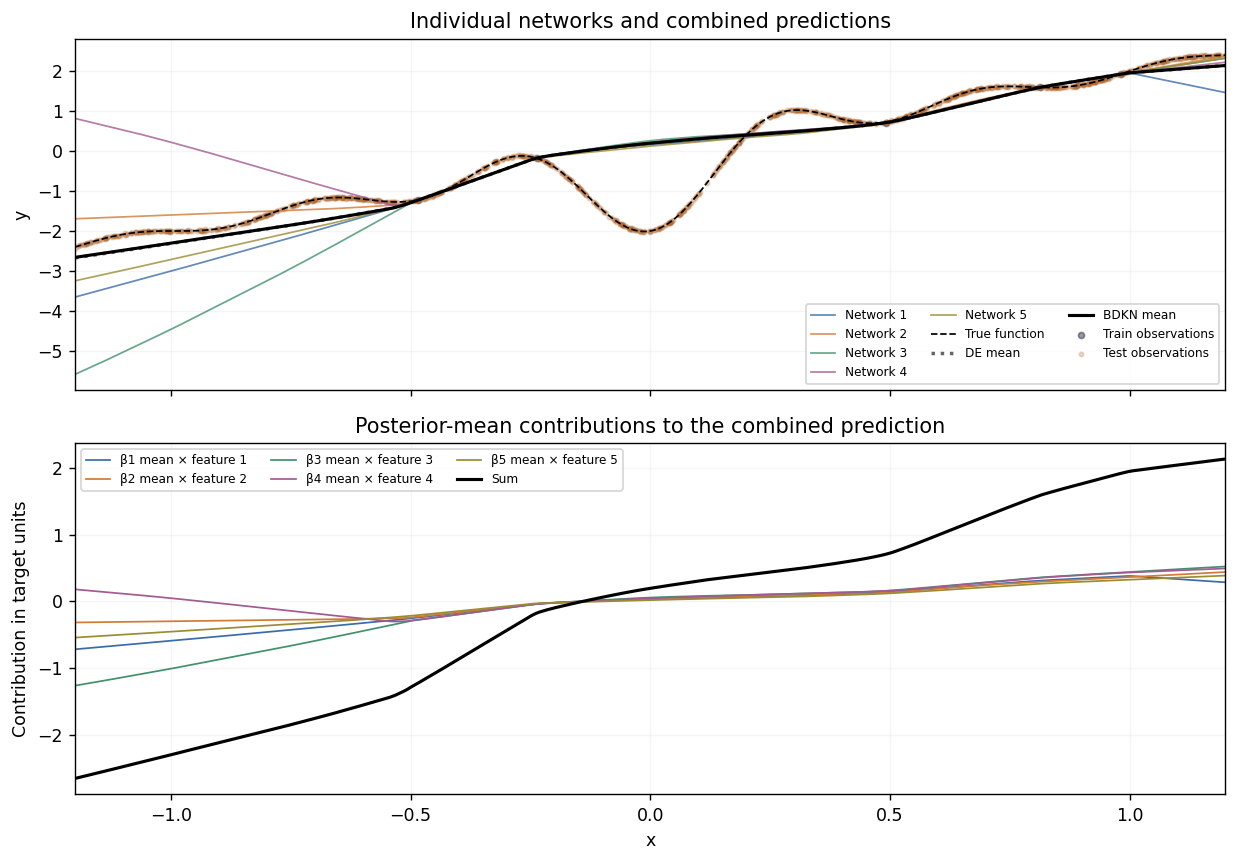 Individual networks and combined predictions
2
1
0
−1
−2
−3
−4
−5
y
Network 1
Network 2
Network 3
Network 4
Network 5
True function
DE mean
BDKN mean
Train observations
Test observations
Posterior-mean contributions to the combined prediction
β1 mean × feature 1
β2 mean × feature 2
β3 mean × feature 3
β4 mean × feature 4
β5 mean × feature 5
Sum
2
1
0
−1
−2
Contribution in target units
−1.0
−0.5
0.0
0.5
1.0
x